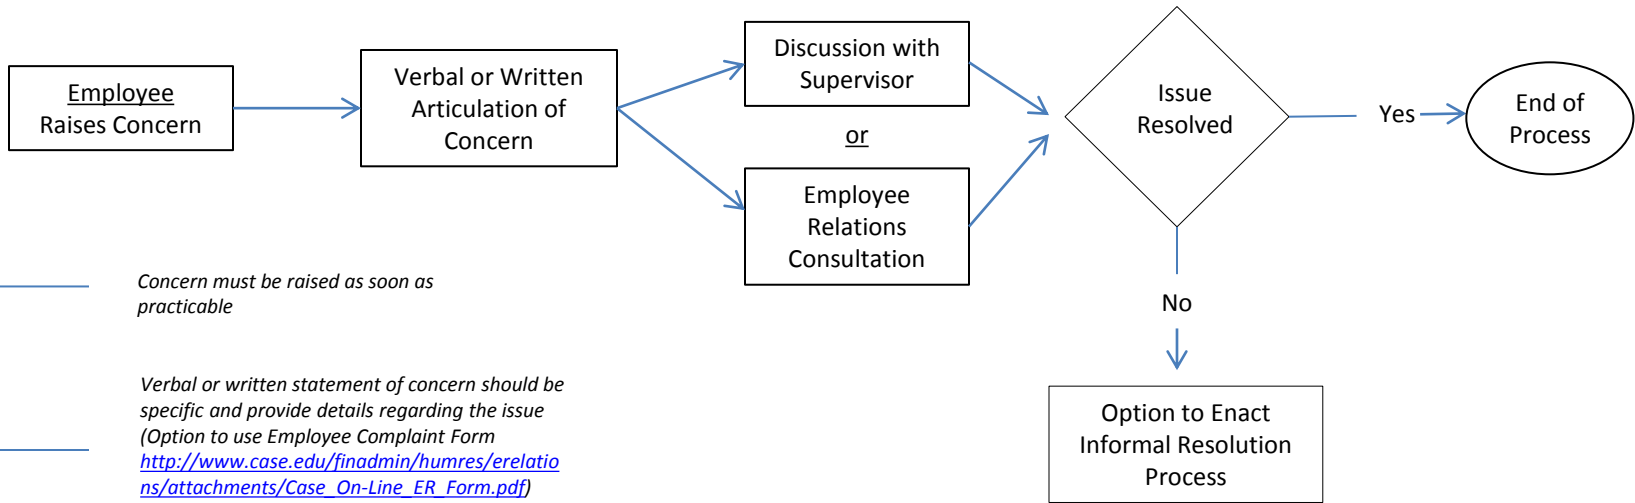 Employee
Raises Concern
Verbal or Written
Articulation of
Concern
Discussion with
Supervisor
or
Employee
Relations
Consultation
Issue
Resolved
Yes
End of
Process
No
Option to Enact
Informal Resolution
Process
Concern must be raised as soon as
practicable
Verbal or written statement of concern should be
specific and provide details regarding the issue
(Option to use Employee Complaint Form
http://www.case.edu/finadmin/humres/erelatio
ns/attachments/Case_On-Line_ER_Form.pdf)